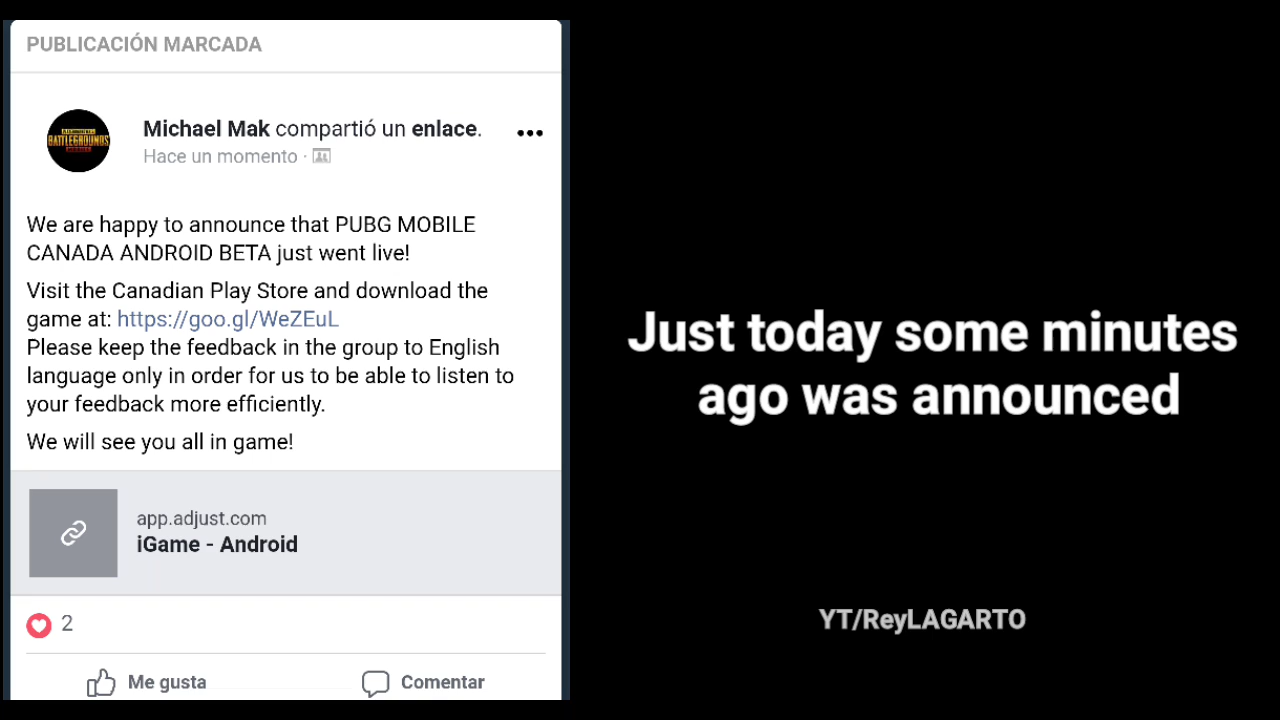 PUBLICACIÓN MARCADA
Michael Mak compartió un enlace.
Hace un momento ·
BATTLEGROUNDS
We are happy to announce that PUBG MOBILE
CANADA ANDROID BETA just went live!
Visit the Canadian Play Store and download the
game at: https://goo.gl/WeZEuL
Please keep the feedback in the group to English
language only in order for us to be able to listen to
your feedback more efficiently.
We will see you all in game!
app.adjust.com
iGame - Android
2
Me gusta
Comentar
Just today some minutes
ago was announced
YT/ReyLAGARTO